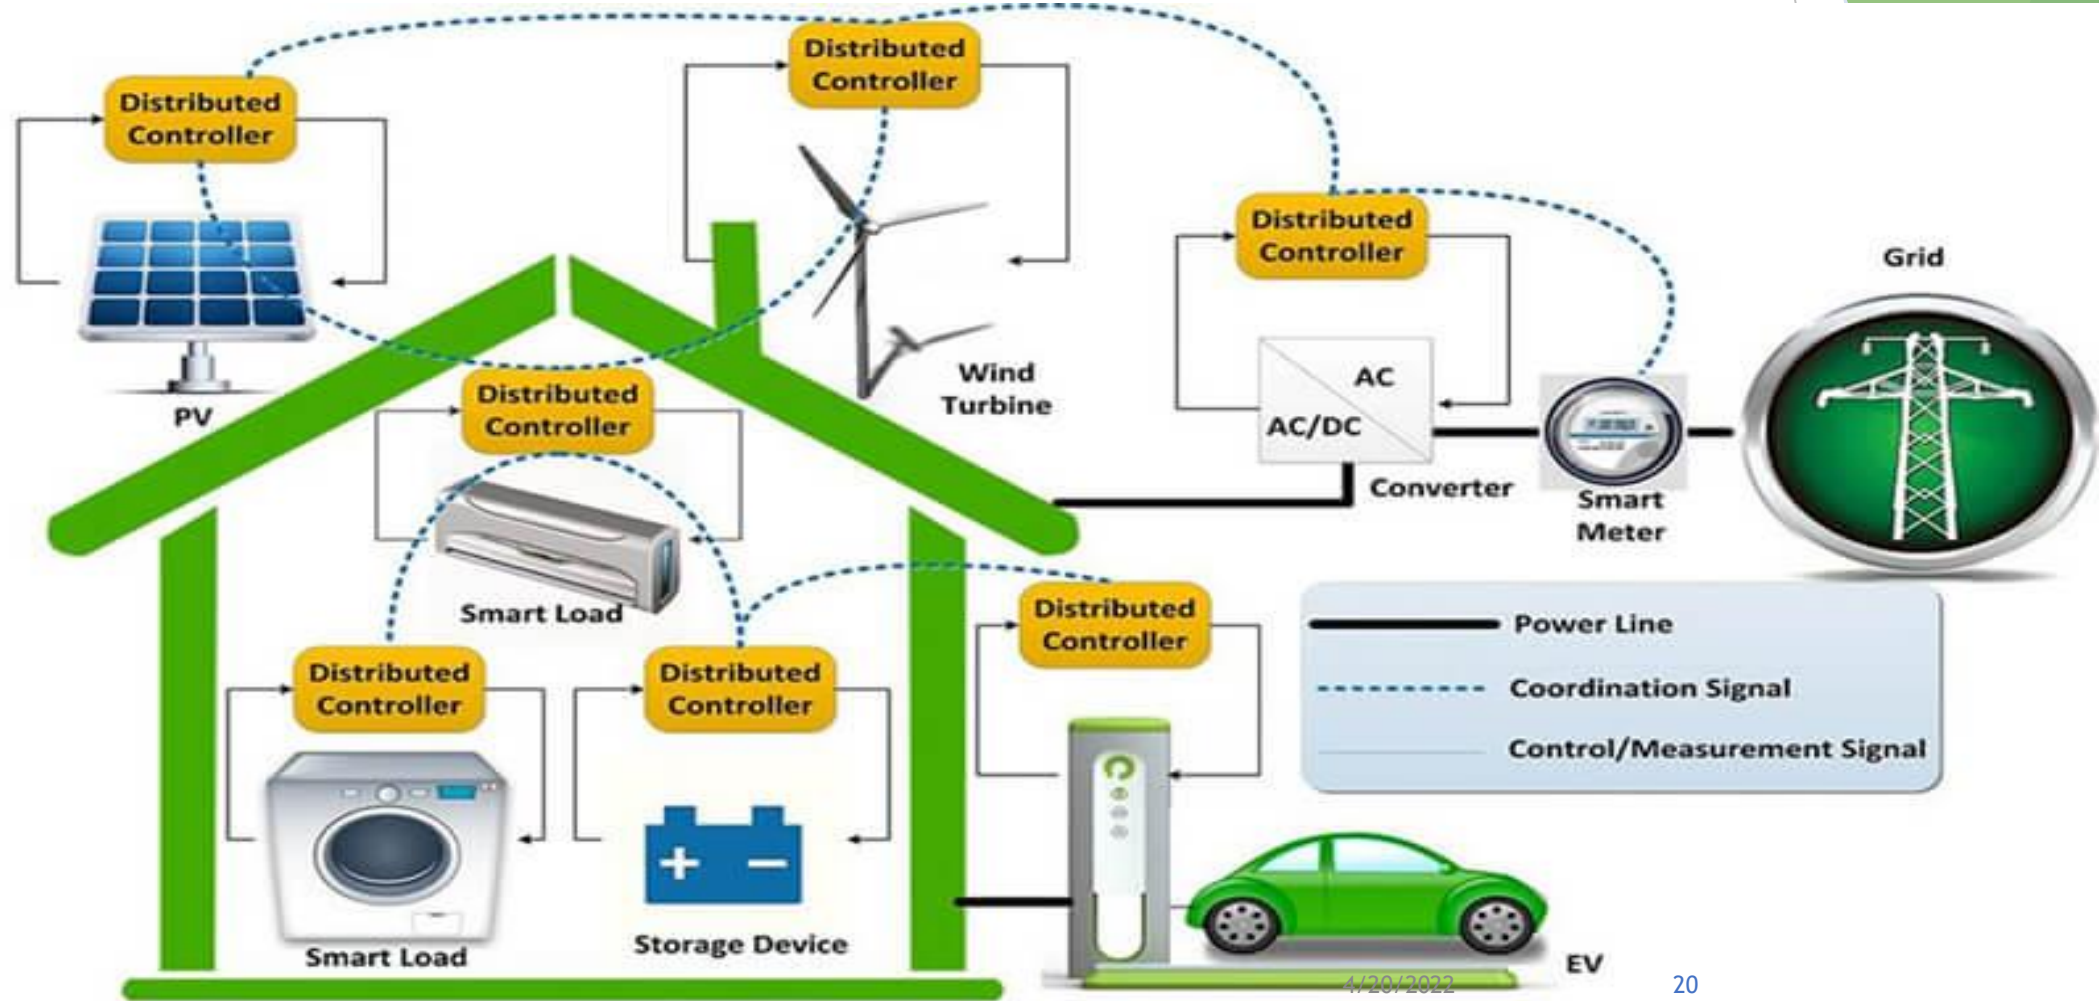 Distributed
Controller
Distributed
Controller
Distributed
Controller
Grid
PV
Wind
Turbine
AC
AC/DC
Converter
Smart
Meter
Distributed
Controller
Smart Load
Distributed
Controller
Distributed
Controller
Distributed
Controller
Power Line
Coordination Signal
Control/Measurement Signal
+ −
Smart Load
Storage Device
EV
4/20/2022
20